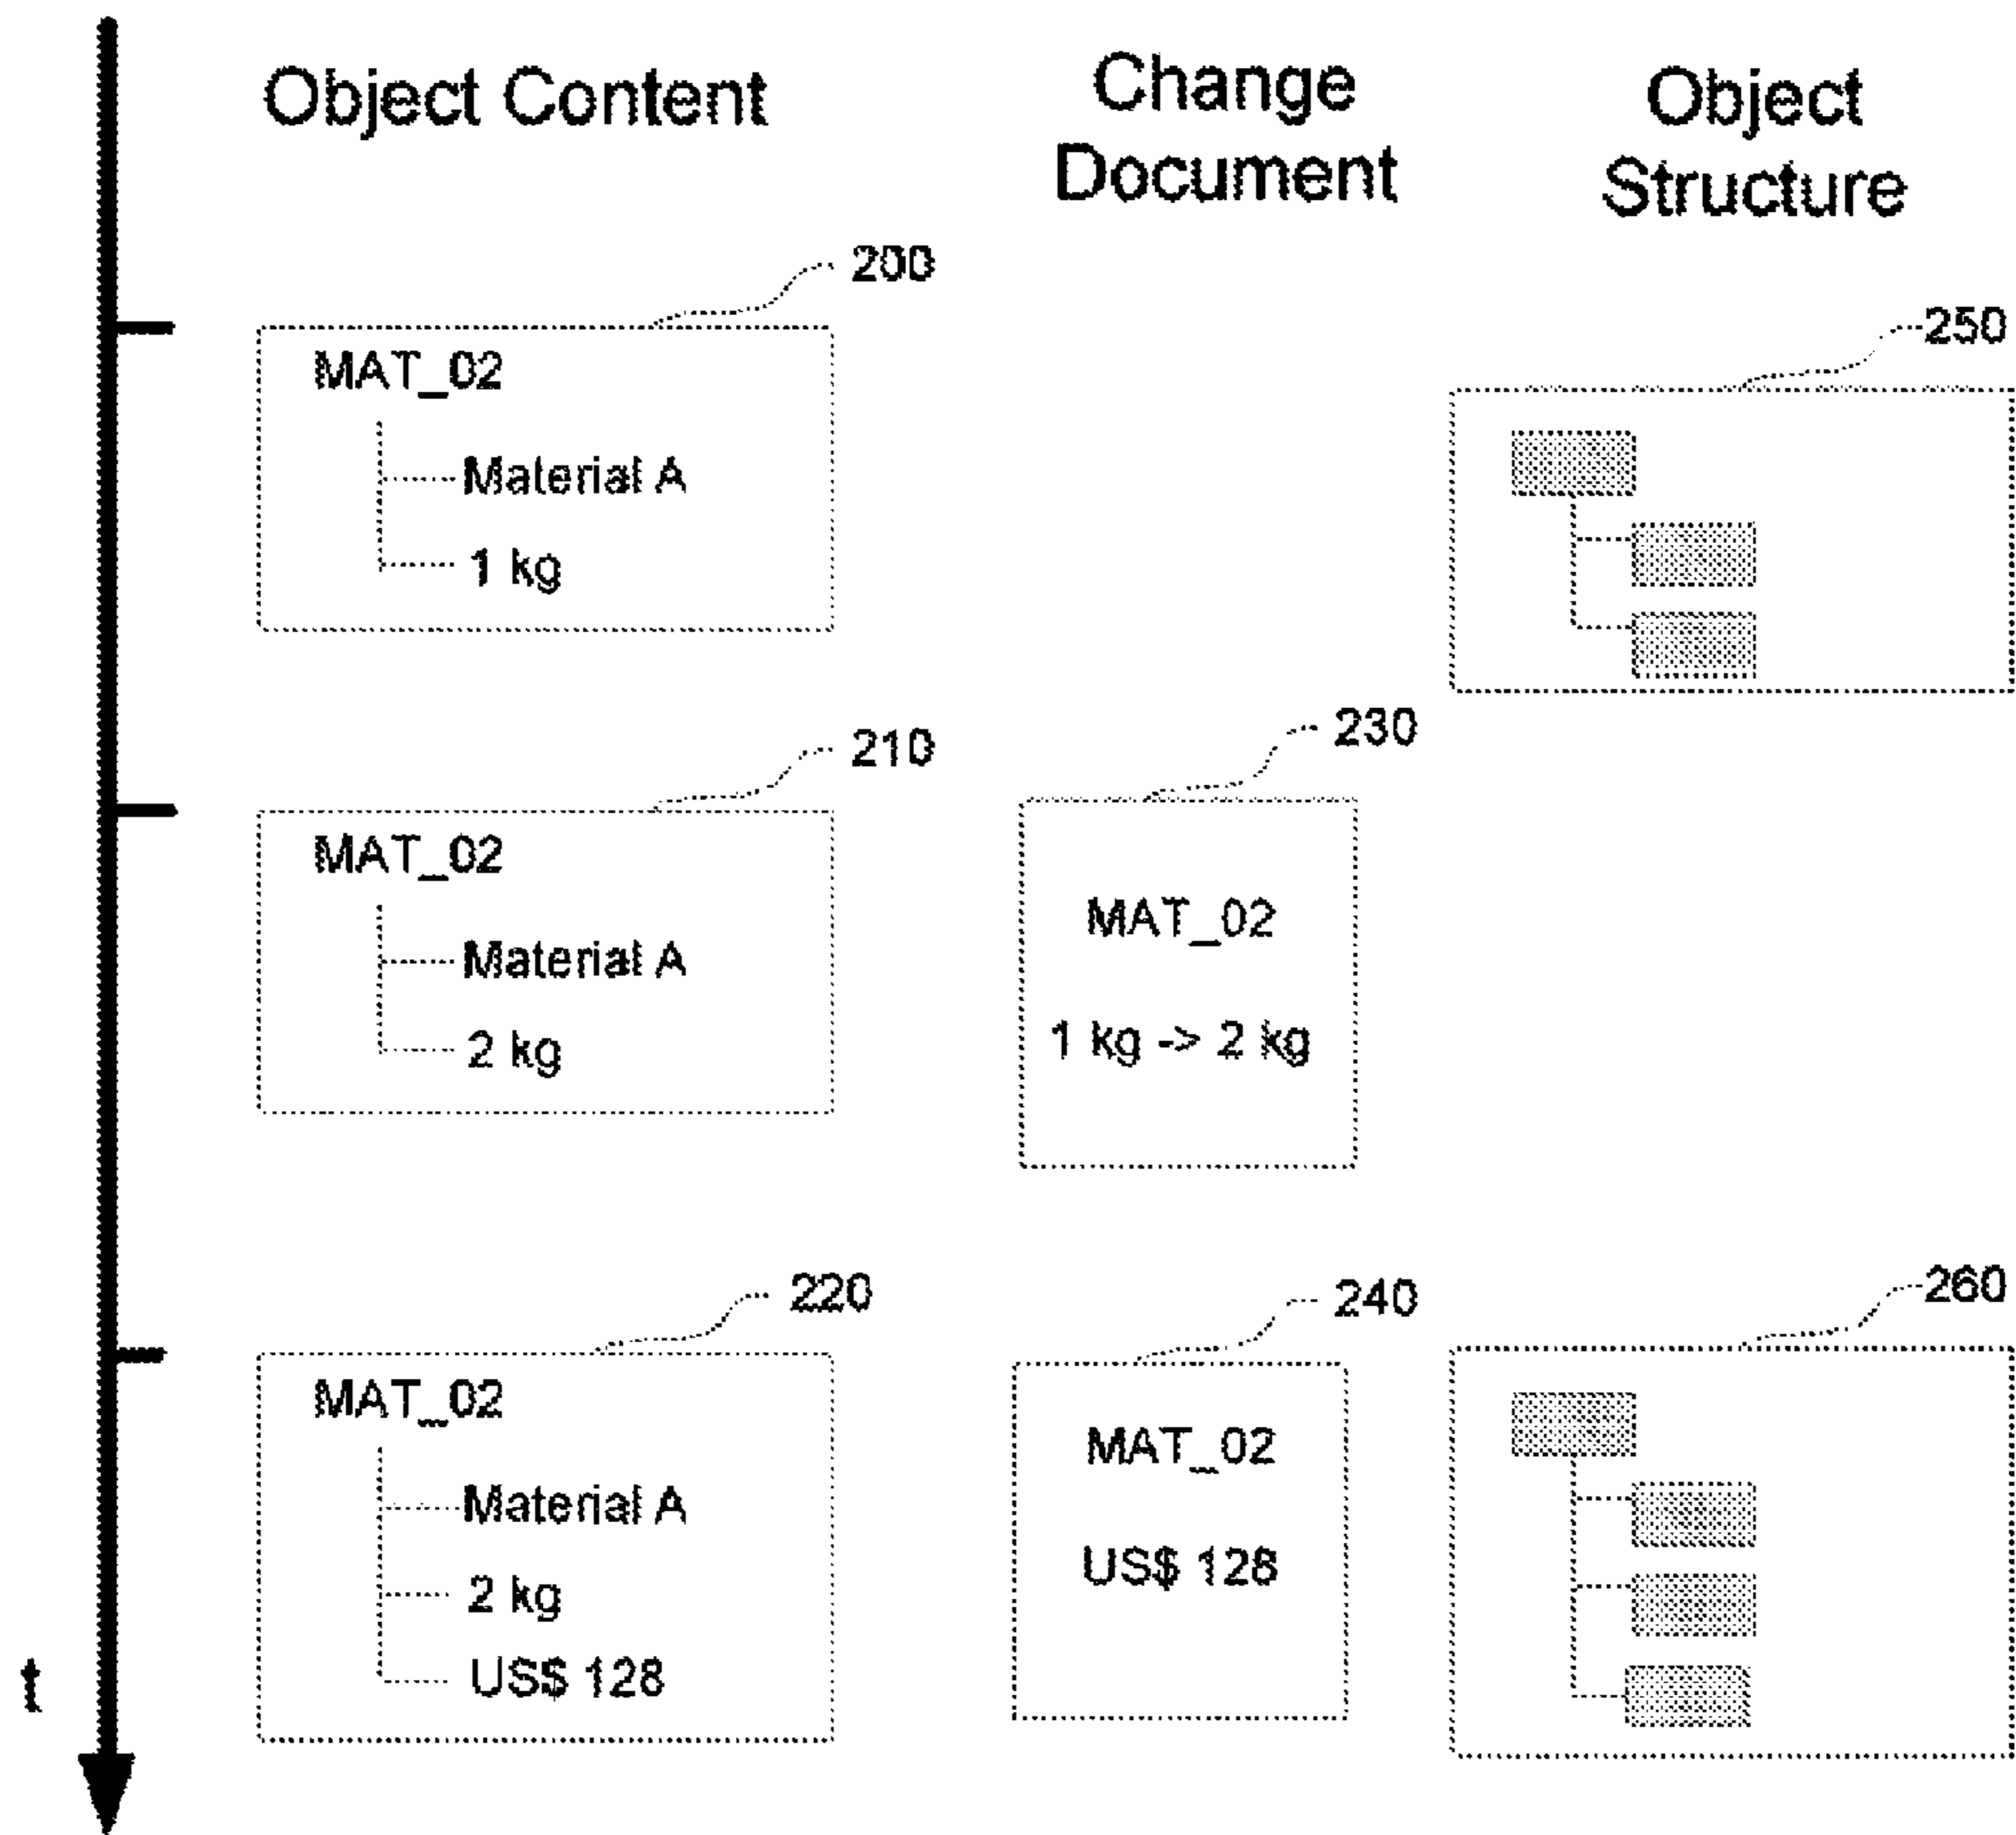 Object Content
Change
Document
Object
Structure
200
MAT_02
Material A
1 kg
250
210
MAT_02
Material A
2 kg
230
MAT_02
1 kg -> 2 kg
220
MAT_02
Material A
2 kg
US$ 128
240
MAT_02
US$ 128
260
t